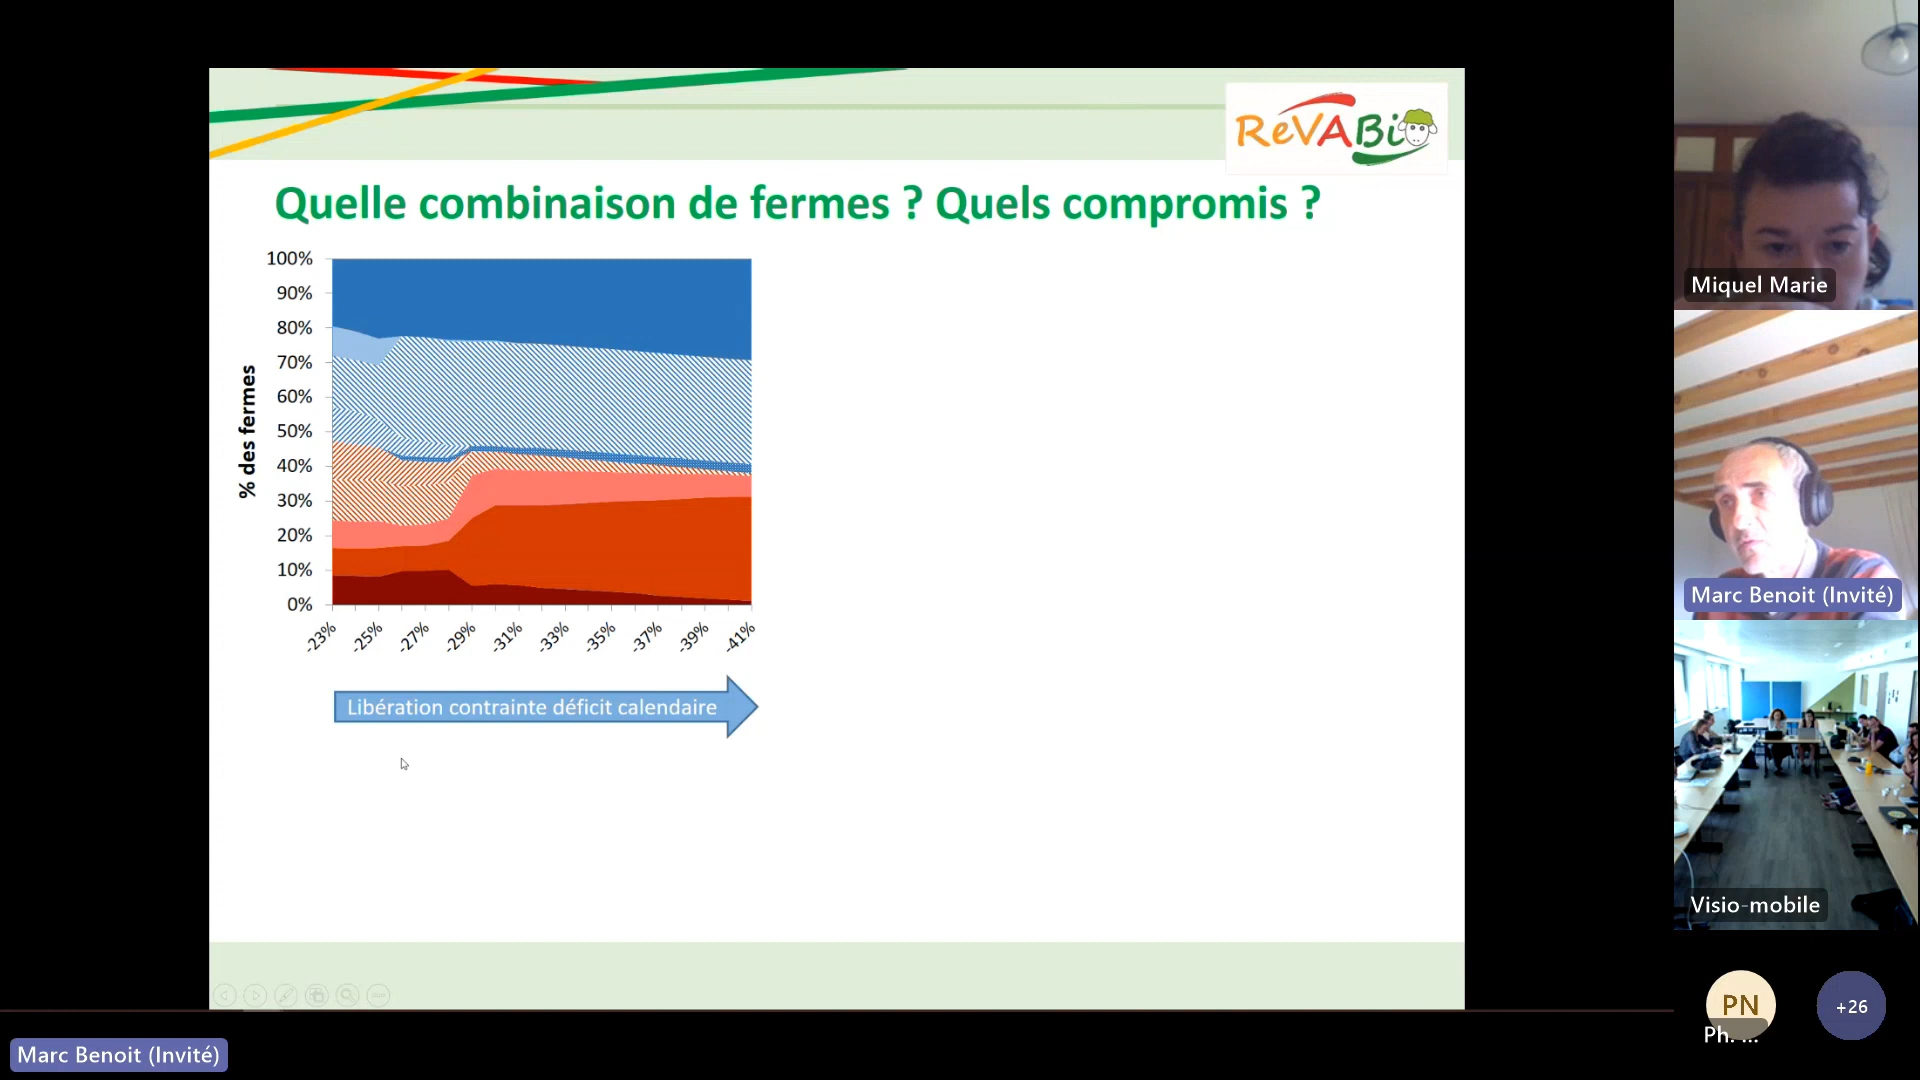 ReVABio
Quelle combinaison de fermes ? Quels compromis ?
100%
90%
80%
70%
60%
50%
40%
30%
20%
10%
0%
% des fermes
-23%
-25%
-27%
-29%
-31%
-33%
-35%
-37%
-39%
-41%
Libération contrainte déficit calendaire
Miquel Marie
Marc Benoit (Invité)
Visio-mobile
PN
Ph. ...
+26
Marc Benoit (Invité)